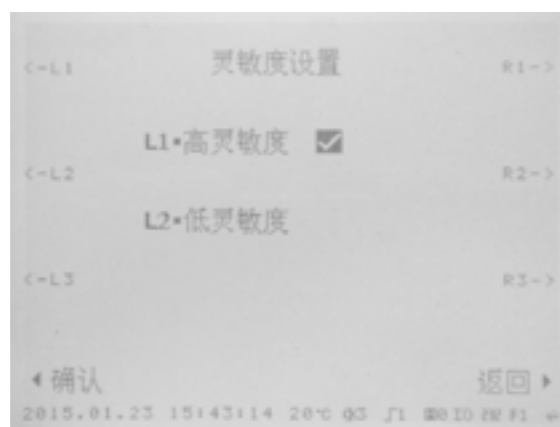 <-L1 灵敏度设置 R1->
L1▪高灵敏度 ☑
<-L2 R2->
L2▪低灵敏度
<-L3 R3->
◀确认 返回▶
2015.01.23 15:43:14 20℃